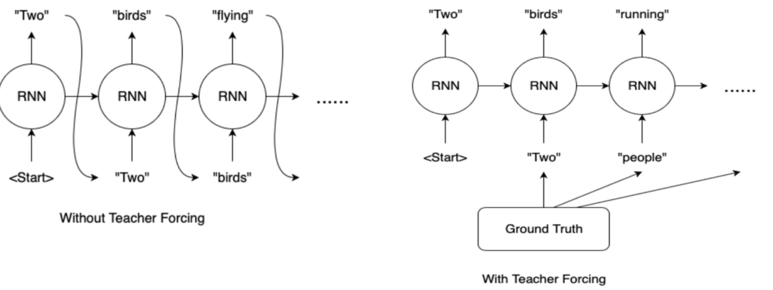 "Two" "birds" "flying"
RNN RNN RNN ......
<Start> "Two" "birds"
Without Teacher Forcing
"Two" "birds" "running"
RNN RNN RNN ......
<Start> "Two" "people"
Ground Truth
With Teacher Forcing